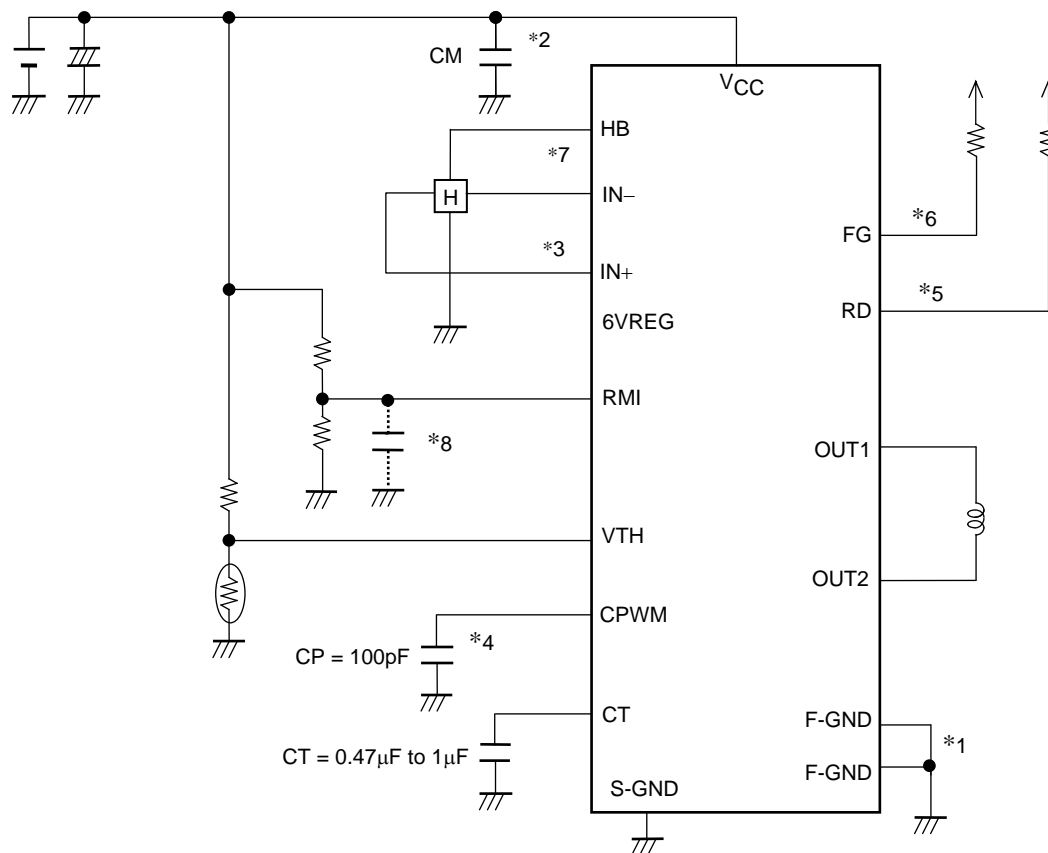 *2
CM
VCC
HB
*7
H
IN−
*6
FG
*3
IN+
*5
RD
6VREG
RMI
*8
OUT1
VTH
OUT2
CPWM
*4
CP = 100pF
CT
F-GND
*1
CT = 0.47μF to 1μF
F-GND
S-GND